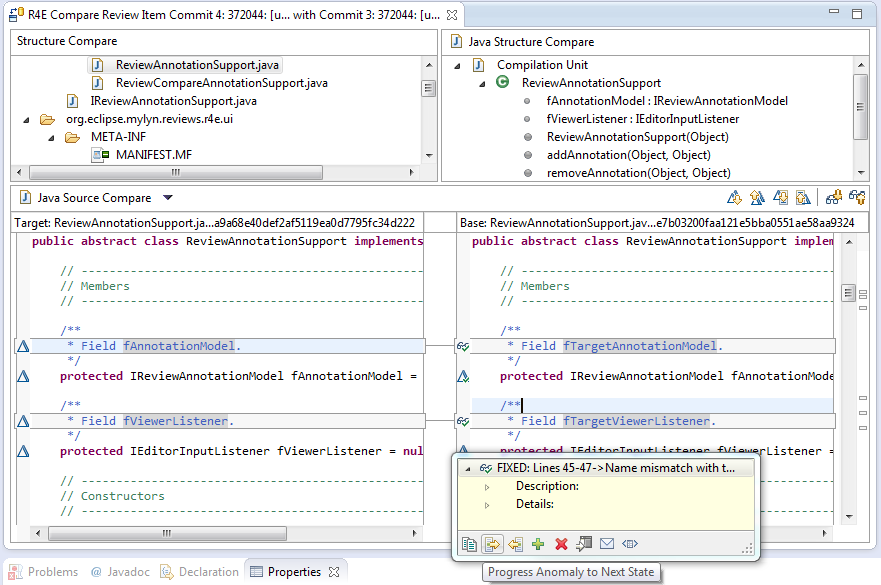 R4E Compare Review Item Commit 4: 372044: [u... with Commit 3: 372044: [u...
Structure Compare
ReviewAnnotationSupport.java
ReviewCompareAnnotationSupport.java
IReviewAnnotationSupport.java
org.eclipse.mylyn.reviews.r4e.ui
META-INF
MANIFEST.MF
Java Structure Compare
Compilation Unit
ReviewAnnotationSupport
fAnnotationModel : IReviewAnnotationModel
fViewerListener : IEditorInputListener
ReviewAnnotationSupport(Object)
addAnnotation(Object, Object)
removeAnnotation(Object, Object)
Java Source Compare
Target: ReviewAnnotationSupport.ja...a9a68e40def2af5119ea0d7795fc34d222
public abstract class ReviewAnnotationSupport implements
// ------------------------------------------------
// Members
// ------------------------------------------------
/**
* Field fAnnotationModel.
*/
protected IReviewAnnotationModel fAnnotationModel =
/**
* Field fViewerListener.
*/
protected IEditorInputListener fViewerListener = nul
// ------------------------------------------------
// Constructors
// ------------------------------------------------
Base: ReviewAnnotationSupport.jav...e7b03200faa121e5bba0551ae58aa9324
public abstract class ReviewAnnotationSupport implem
// --------------------------------------------
// Members
// --------------------------------------------
/**
* Field fTargetAnnotationModel.
*/
protected IReviewAnnotationModel fAnnotationMode
/**
* Field fTargetViewerListener.
*/
protected IEditorInputListener fViewerListener =
FIXED: Lines 45-47->Name mismatch with t...
Description:
Details:
Progress Anomaly to Next State
Problems
@ Javadoc
Declaration
Properties